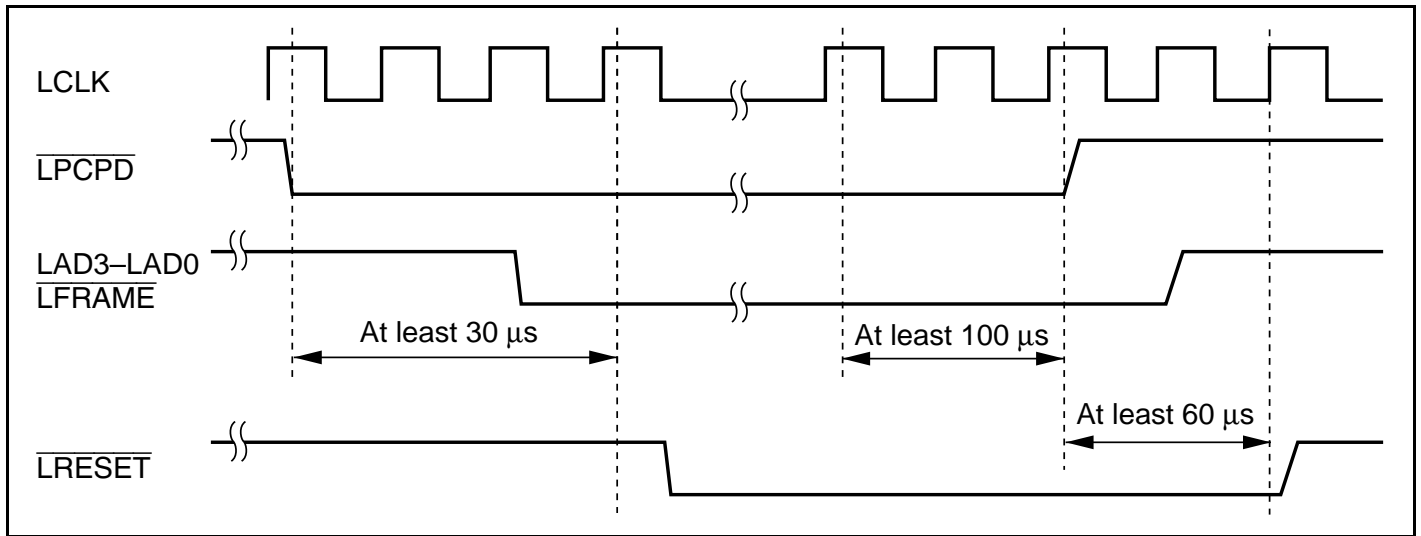 LCLK
LPCPD
LAD3–LAD0
LFRAME
At least 30 μs
At least 100 μs
At least 60 μs
LRESET